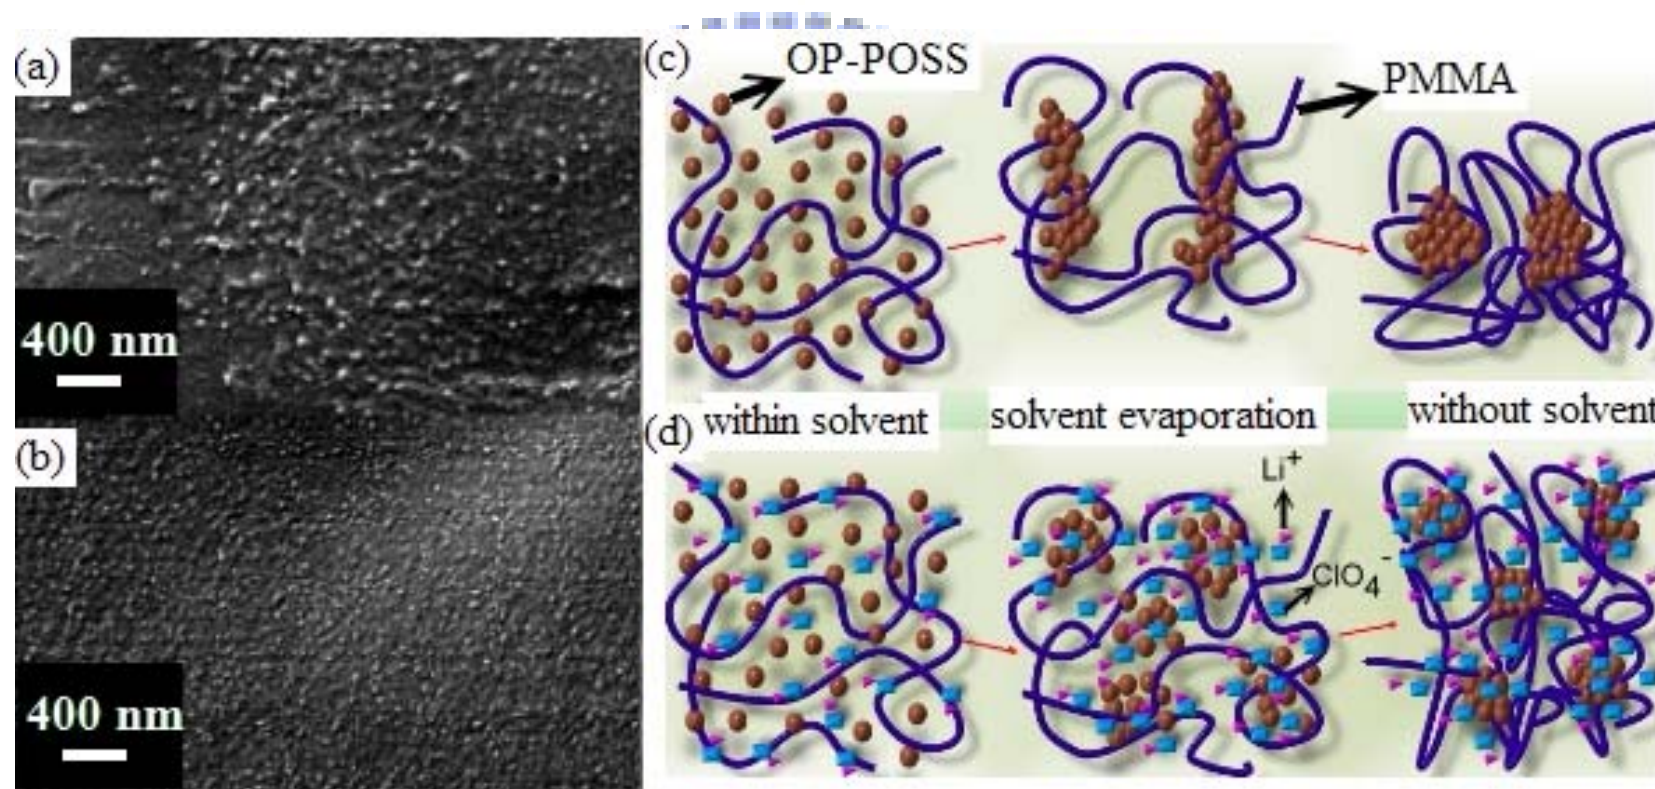 (a)
400 nm
(b)
400 nm
(c)
OP-POSS
PMMA
within solvent
solvent evaporation
without solvent
(d)
Li+
ClO4-